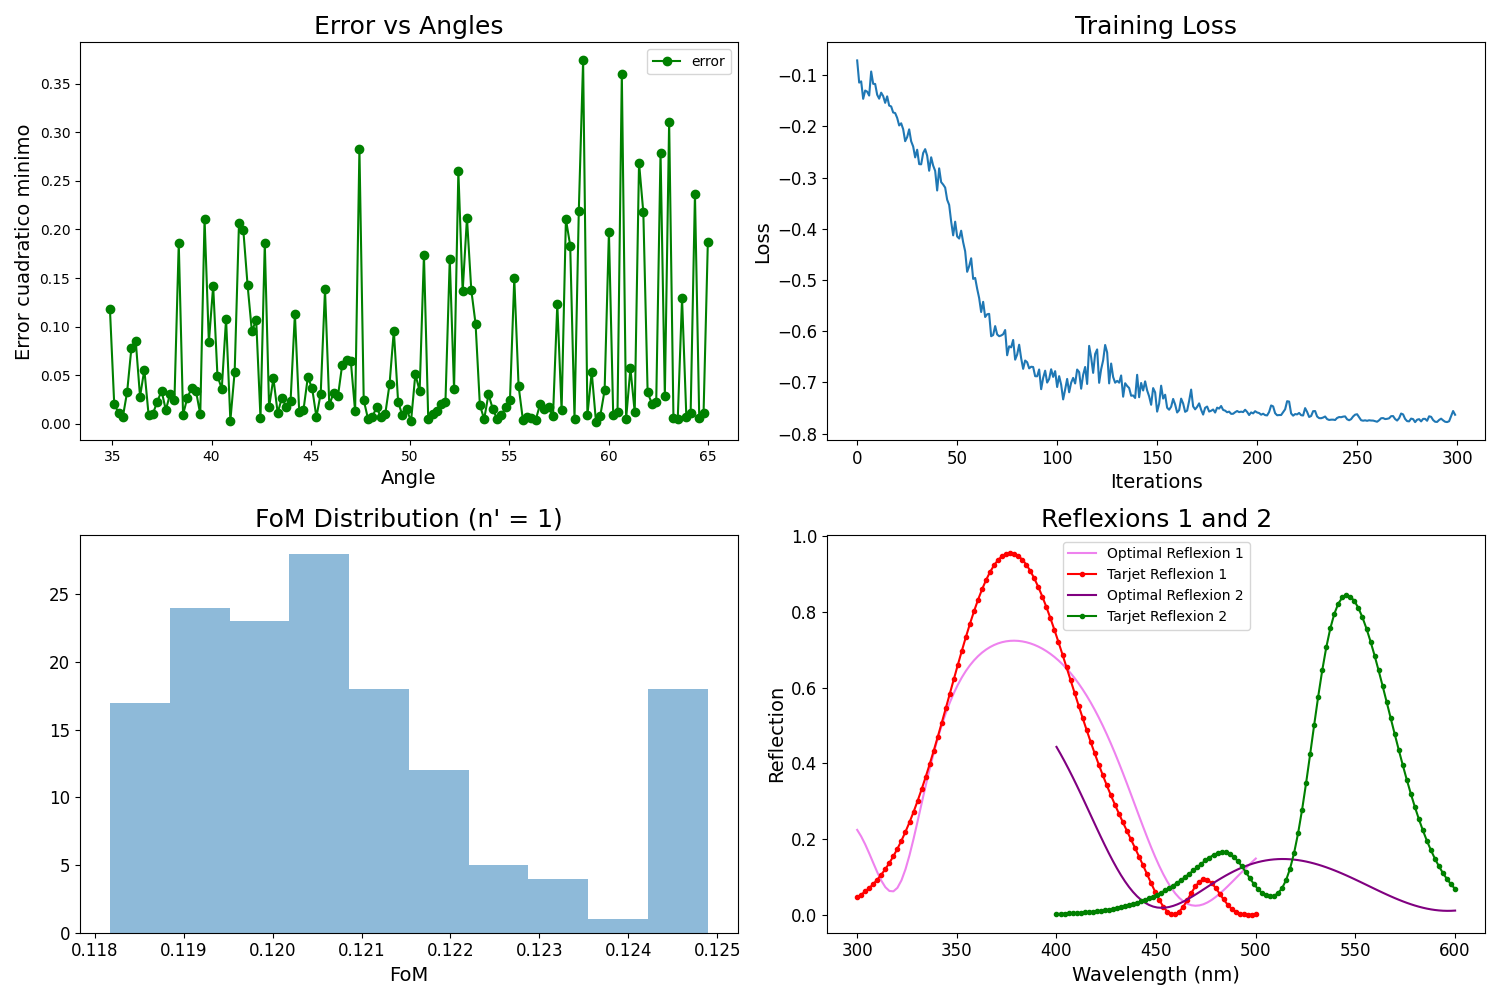 Error vs Angles
error
Error cuadratico minimo
0.35
0.30
0.25
0.20
0.15
0.10
0.05
0.00
35 40 45 50 55 60 65
Angle
Training Loss
Loss
−0.1
−0.2
−0.3
−0.4
−0.5
−0.6
−0.7
−0.8
0 50 100 150 200 250 300
Iterations
FoM Distribution (n' = 1)
25
20
15
10
5
0
0.118 0.119 0.120 0.121 0.122 0.123 0.124 0.125
FoM
Reflexions 1 and 2
Optimal Reflexion 1
Tarjet Reflexion 1
Optimal Reflexion 2
Tarjet Reflexion 2
Reflection
1.0
0.8
0.6
0.4
0.2
0.0
300 350 400 450 500 550 600
Wavelength (nm)